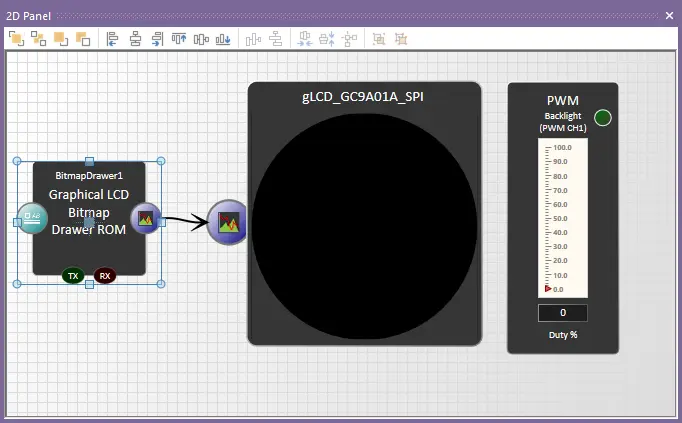 2D Panel
gLCD_GC9A01A_SPI
BitmapDrawer1
Graphical LCD
Bitmap
Drawer ROM
TX
RX
PWM
Backlight
(PWM CH1)
100.0
90.0
80.0
70.0
60.0
50.0
40.0
30.0
20.0
10.0
0.0
0
Duty %